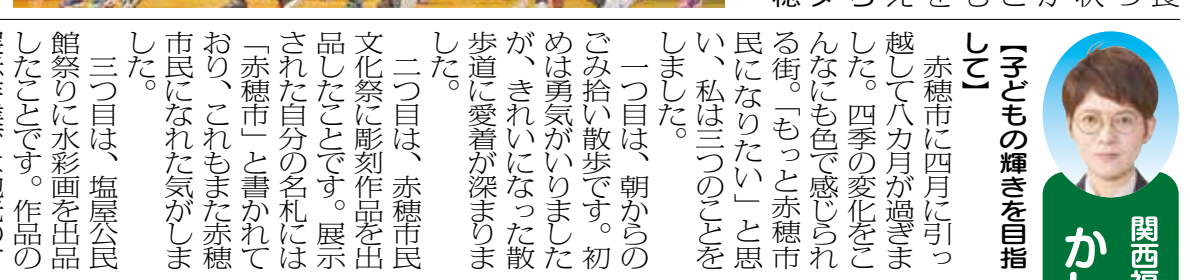 関西福
か
【子どもの輝きを目指
して】
　赤穂市に四月に引っ
越して八カ月が過ぎま
した。四季の変化をこ
んなにも色で感じられ
る街。「もっと赤穂市
民になりたい」と思
い、私は三つのことを
しました。
　一つ目は、朝からの
ごみ拾い散歩です。初
めは勇気がいりました
が、きれいになった散
歩道に愛着が深まりま
した。
　二つ目は、赤穂市民
文化祭に彫刻作品を出
品したことです。展示
された自分の名札には
「赤穂市」と書かれて
おり、これもまた赤穂
市民になれた気がしま
した。
　三つ目は、塩屋公民
館祭りに水彩画を出品
したことです。作品の